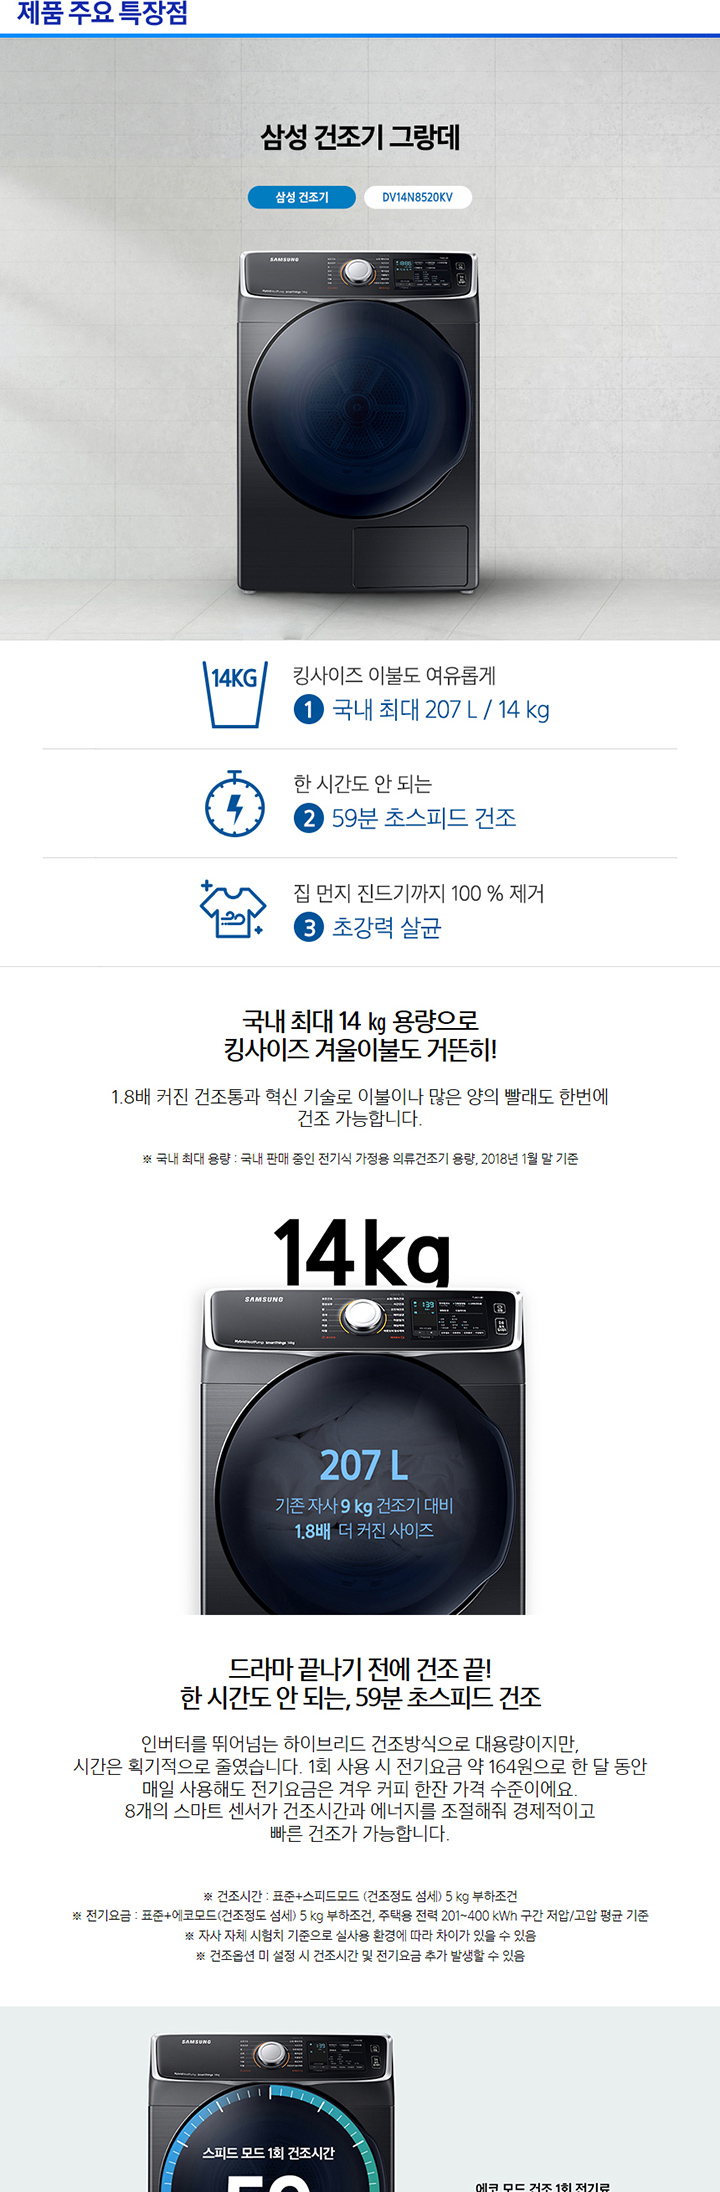 제품 주요 특장점
삼성 건조기 그랑데
삼성 건조기
DV14N8520KV
SAMSUNG
14KG
킹사이즈 이불도 여유롭게
1 국내 최대 207 L / 14 kg
한 시간도 안 되는
2 59분 초스피드 건조
집 먼지 진드기까지 100 % 제거
3 초강력 살균
국내 최대 14 ㎏ 용량으로
킹사이즈 겨울이불도 거뜬히!
1.8배 커진 건조통과 혁신 기술로 이불이나 많은 양의 빨래도 한번에
건조 가능합니다.
※ 국내 최대 용량 : 국내 판매 중인 전기식 가정용 의류건조기 용량, 2018년 1월 말 기준
14kg
SAMSUNG
207 L
기존 자사 9 kg 건조기 대비
1.8배 더 커진 사이즈
드라마 끝나기 전에 건조 끝!
한 시간도 안 되는, 59분 초스피드 건조
인버터를 뛰어넘는 하이브리드 건조방식으로 대용량이지만,
시간은 획기적으로 줄였습니다. 1회 사용 시 전기요금 약 164원으로 한 달 동안
매일 사용해도 전기요금은 겨우 커피 한잔 가격 수준이에요.
8개의 스마트 센서가 건조시간과 에너지를 조절해줘 경제적이고
빠른 건조가 가능합니다.
※ 건조시간 : 표준+스피드모드 (건조정도 섬세) 5 kg 부하조건
※ 전기요금 : 표준+에코모드(건조정도 섬세) 5 kg 부하조건, 주택용 전력 201~400 kWh 구간 저압/고압 평균 기준
※ 자사 자체 시험치 기준으로 실사용 환경에 따라 차이가 있을 수 있음
※ 건조옵션 미 설정 시 건조시간 및 전기요금 추가 발생할 수 있음
SAMSUNG
스피드 모드 1회 건조시간
59
에코 모드 건조 1회 전기료